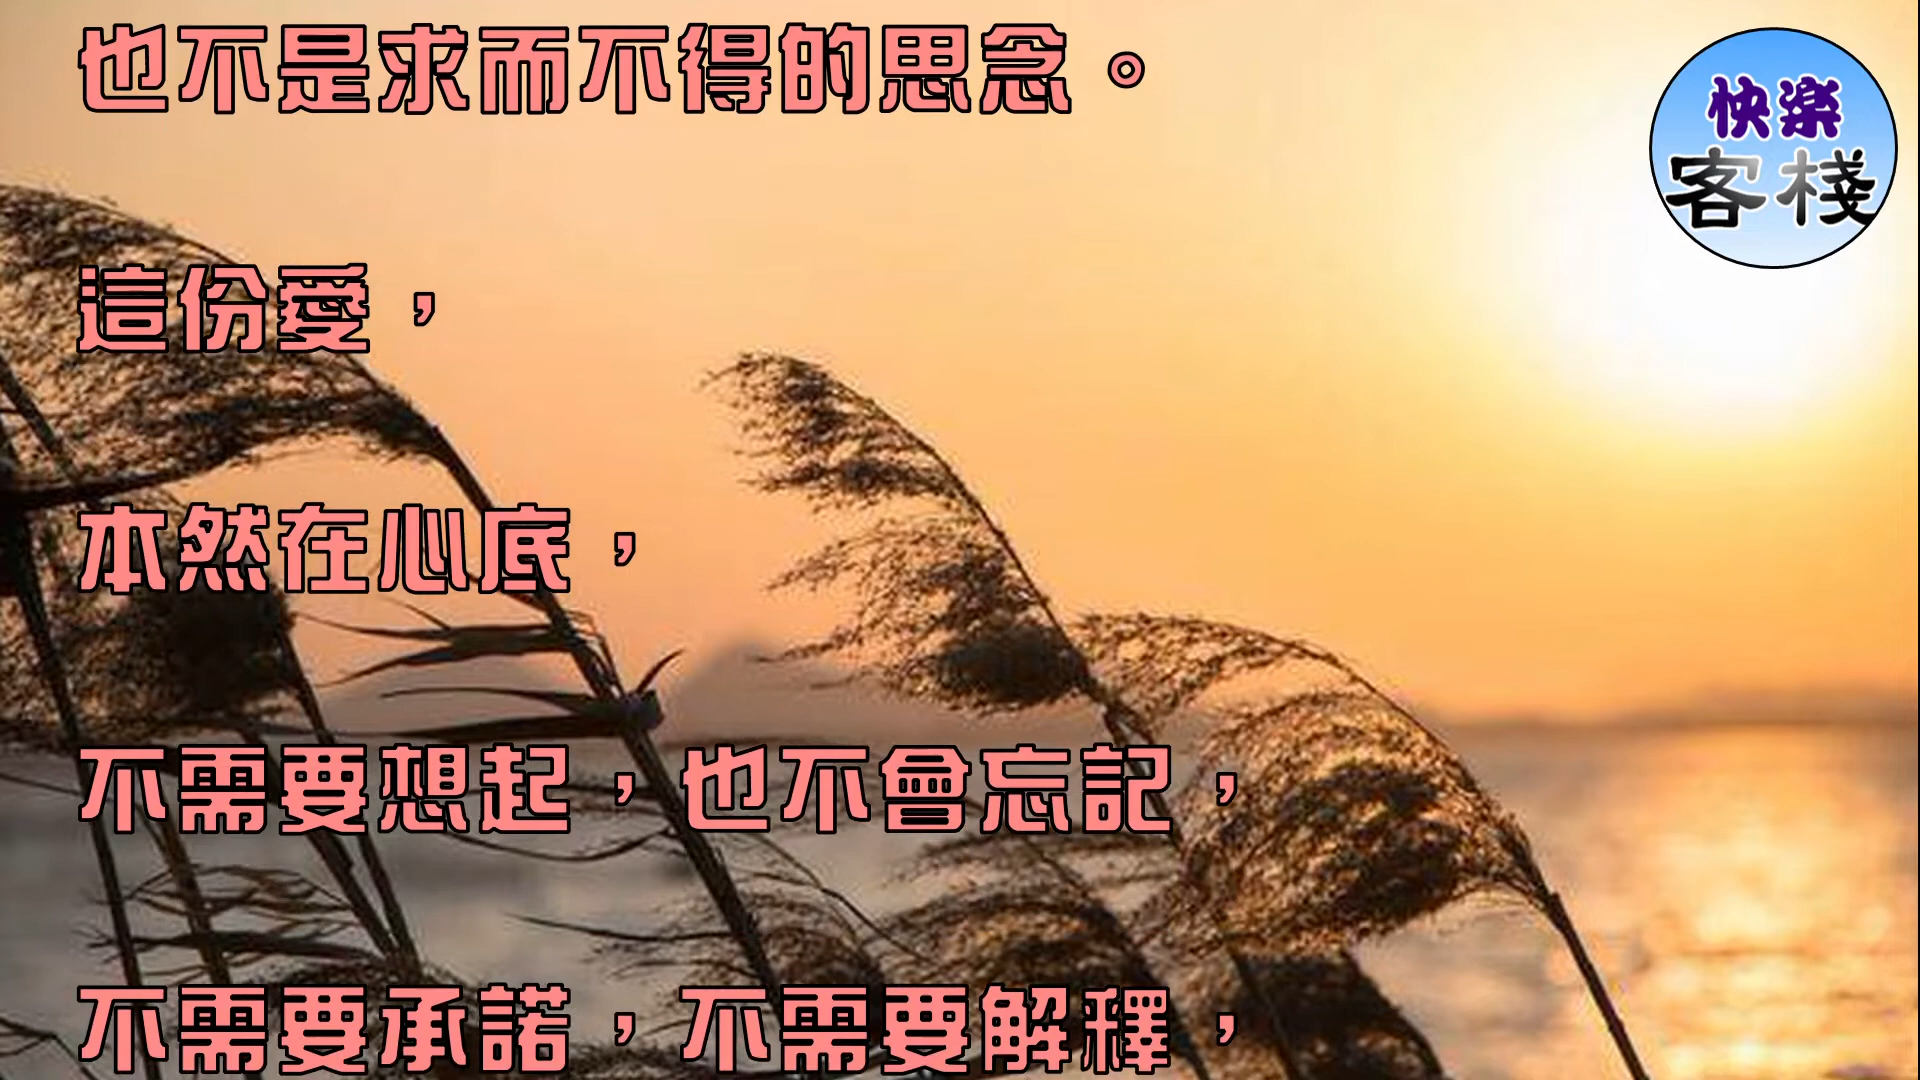 也不是求而不得的思念。
快樂
客棧
這份愛，
本然在心底，
不需要想起，也不會忘記，
不需要承諾，不需要解釋，